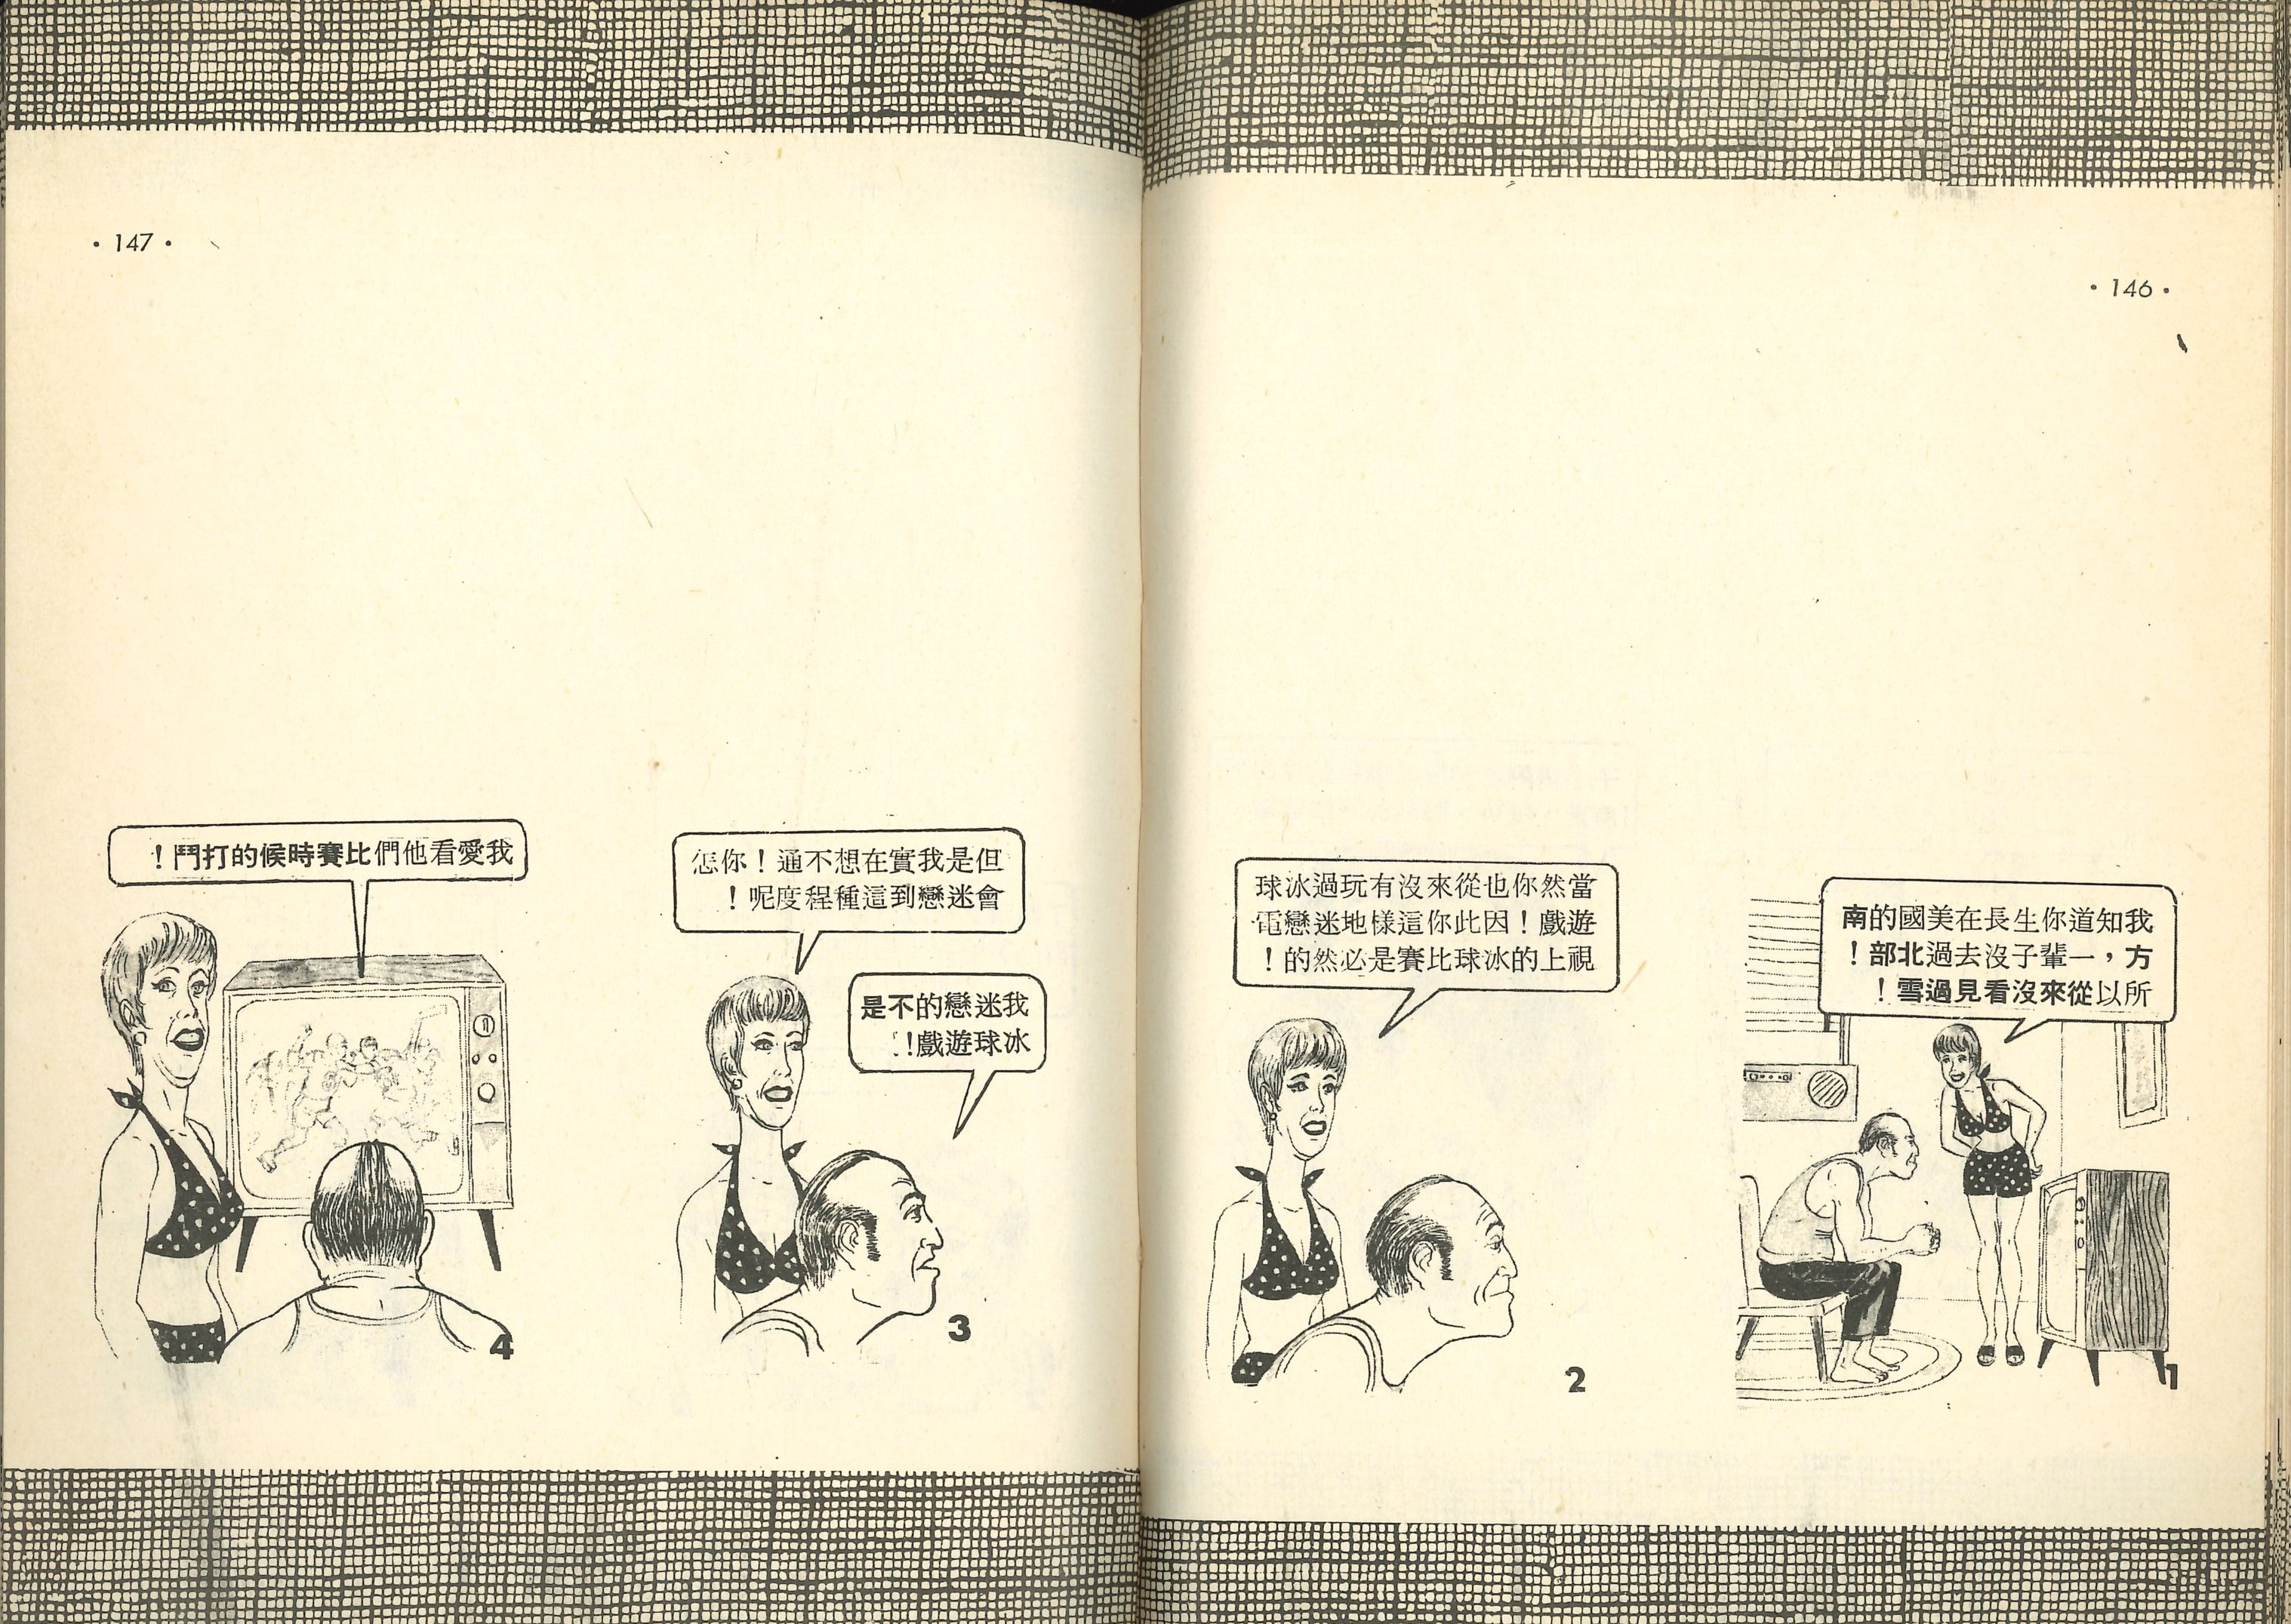 ·146·
我知道你生長在美國的南
方，一輩子沒去過北部！
所以從來沒看見過雪！
1
當然你也從來沒有玩過冰球
遊戲！因此你這樣地迷戀電
視上的冰球比賽是必然的！
2
·147·
但是我實在想不通！你怎
會迷戀到這種程度呢！
我迷戀的不是
冰球遊戲!!
3
我愛看他們比賽時候的打鬥！
4